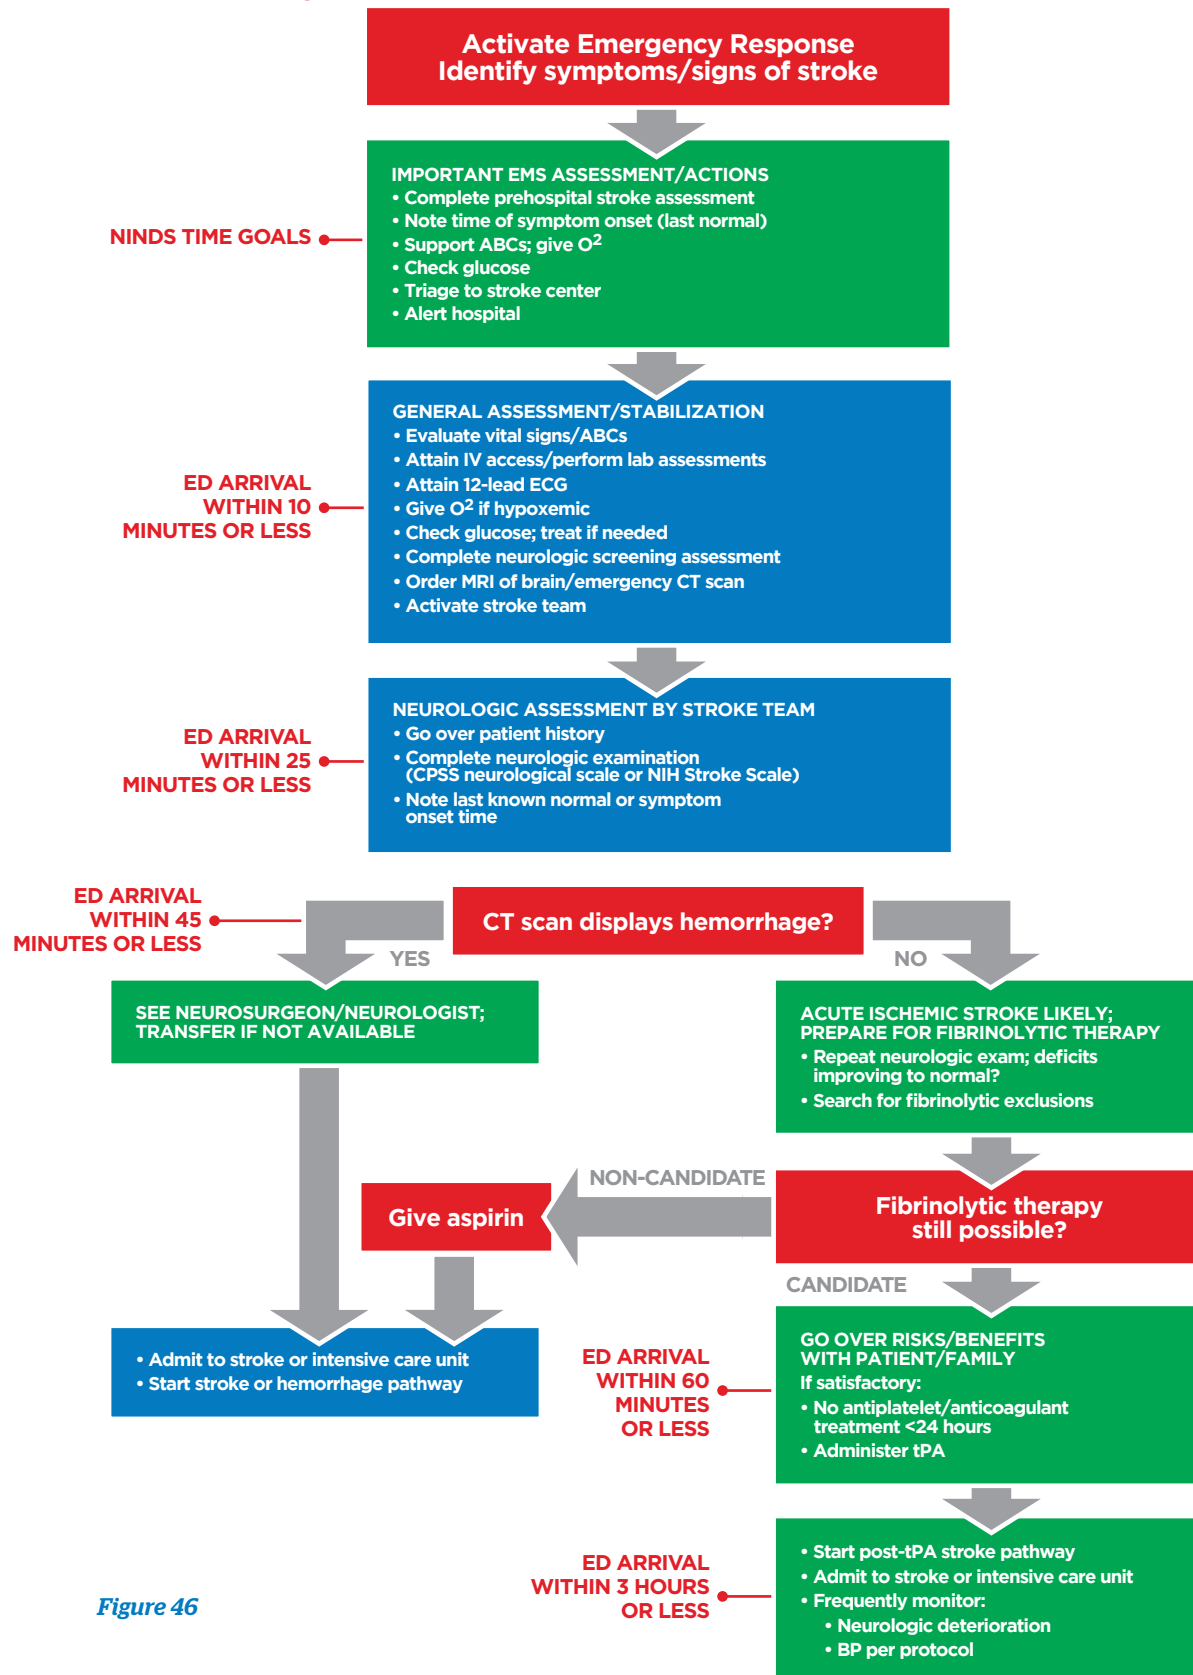 Activate Emergency Response
Identify symptoms/signs of stroke
IMPORTANT EMS ASSESSMENT/ACTIONS
• Complete prehospital stroke assessment
• Note time of symptom onset (last normal)
• Support ABCs; give O2
• Check glucose
• Triage to stroke center
• Alert hospital
NINDS TIME GOALS
GENERAL ASSESSMENT/STABILIZATION
• Evaluate vital signs/ABCs
• Attain IV access/perform lab assessments
• Attain 12-lead ECG
• Give O2 if hypoxemic
• Check glucose; treat if needed
• Complete neurologic screening assessment
• Order MRI of brain/emergency CT scan
• Activate stroke team
ED ARRIVAL
WITHIN 10
MINUTES OR LESS
NEUROLOGIC ASSESSMENT BY STROKE TEAM
• Go over patient history
• Complete neurologic examination
(CPSS neurological scale or NIH Stroke Scale)
• Note last known normal or symptom
onset time
ED ARRIVAL
WITHIN 25
MINUTES OR LESS
ED ARRIVAL
WITHIN 45
MINUTES OR LESS
CT scan displays hemorrhage?
YES
NO
SEE NEUROSURGEON/NEUROLOGIST;
TRANSFER IF NOT AVAILABLE
ACUTE ISCHEMIC STROKE LIKELY;
PREPARE FOR FIBRINOLYTIC THERAPY
• Repeat neurologic exam; deficits
improving to normal?
• Search for fibrinolytic exclusions
NON-CANDIDATE
Give aspirin
Fibrinolytic therapy
still possible?
CANDIDATE
• Admit to stroke or intensive care unit
• Start stroke or hemorrhage pathway
ED ARRIVAL
WITHIN 60
MINUTES
OR LESS
GO OVER RISKS/BENEFITS
WITH PATIENT/FAMILY
If satisfactory:
• No antiplatelet/anticoagulant
treatment <24 hours
• Administer tPA
ED ARRIVAL
WITHIN 3 HOURS
OR LESS
• Start post-tPA stroke pathway
• Admit to stroke or intensive care unit
• Frequently monitor:
• Neurologic deterioration
• BP per protocol
Figure 46